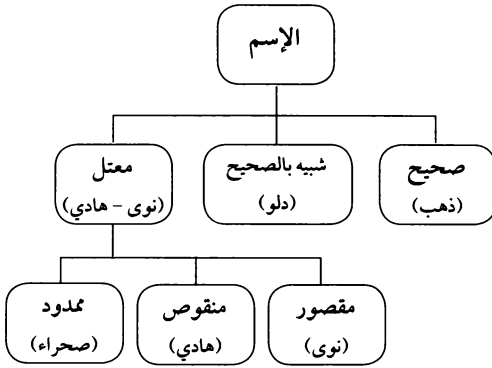 الإسم
صحيح
(ذهب)
شبيه بالصحيح
(دلو)
معتل
(نوى – هادي)
مقصور
(نوى)
منقوص
(هادي)
ممدود
(صحراء)